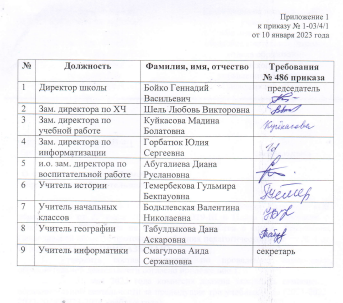 Приложение 1
к приказу № 1-03/4/1
от 10 января 2023 года
№ Должность Фамилия, имя, отчество Требования
№ 486 приказа
1 Директор школы Бойко Геннадий
Васильевич председатель
2 Зам. директора по ХЧ Шель Любовь Викторовна
3 Зам. директора по
учебной работе Куйкасова Мадина
Болатовна
4 Зам. директора по
информатизации Горбатюк Юлия
Сергеевна
5 и.о. зам. директора по
воспитательной работе Абугалиева Диана
Руслановна
6 Учитель истории Темербекова Гульмира
Бекпауовна
7 Учитель начальных
классов Бодылевская Валентина
Николаевна
8 Учитель географии Табулдыкова Дана
Аскаровна
9 Учитель информатики Смагулова Аида
Сержановна секретарь